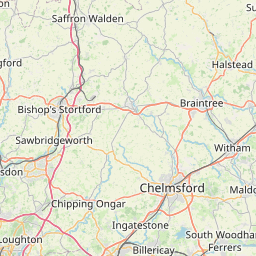 Saffron Walden
gford
Halstead
Bishop's Stortford
Braintree
Sawbridgeworth
Witham
sdon
Chelmsford
Maldo
Chipping Ongar
Ingatestone
Loughton
South Woodham
Ferrers
Billericay